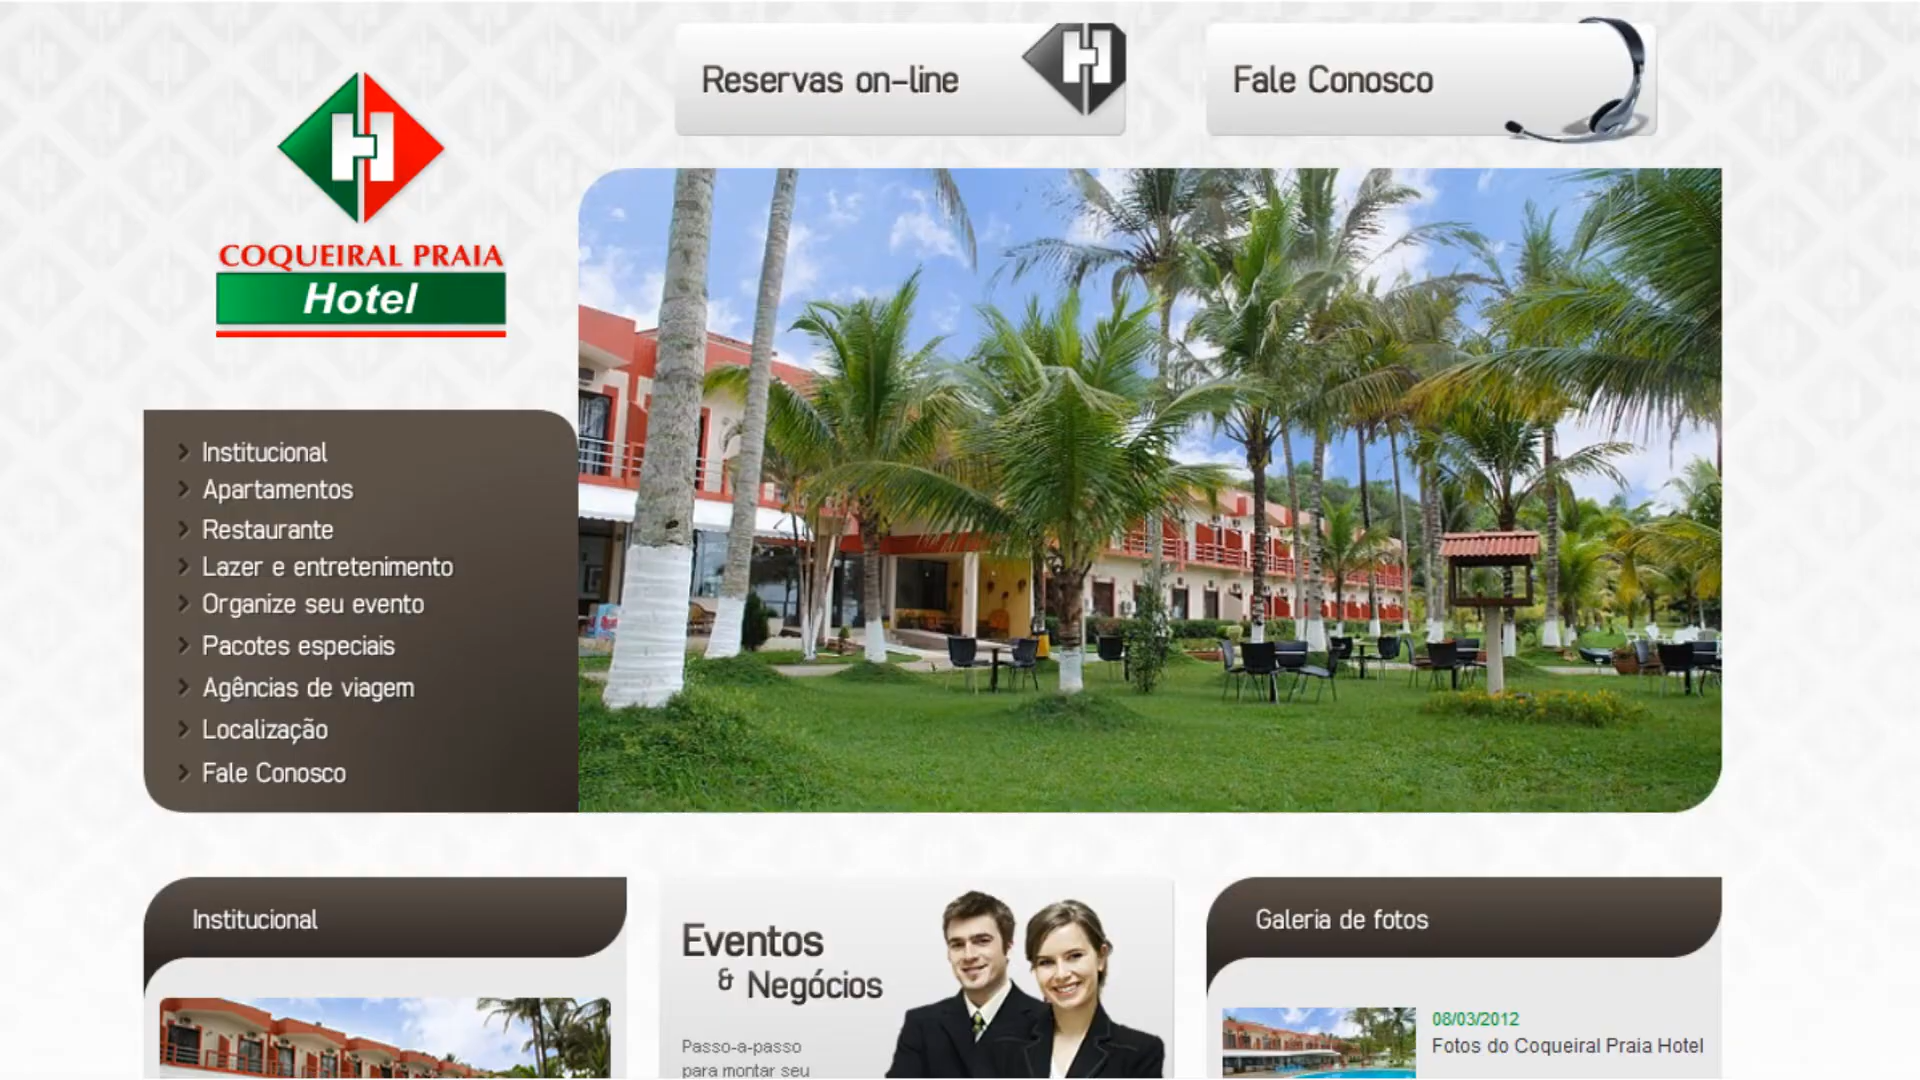 Reservas on-line
Fale Conosco
COQUEIRAL PRAIA
Hotel
Institucional
Apartamentos
Restaurante
Lazer e entretenimento
Organize seu evento
Pacotes especiais
Agências de viagem
Localização
Fale Conosco
Institucional
Eventos
& Negócios
Passo-a-passo
para montar seu
Galeria de fotos
08/03/2012
Fotos do Coqueiral Praia Hotel